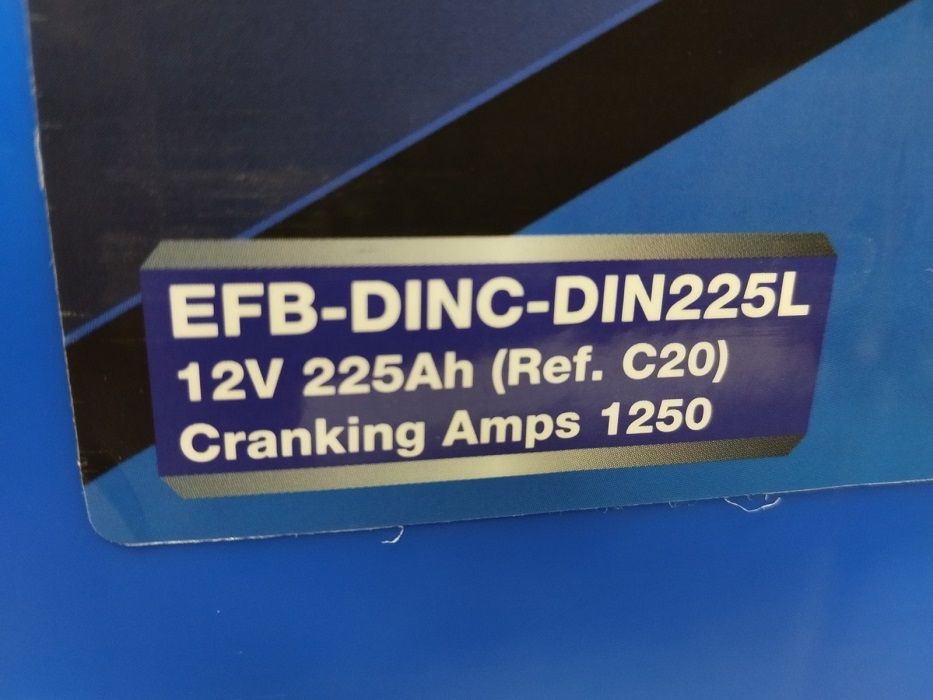 EFB-DINC-DIN225L
12V 225Ah (Ref. C20)
Cranking Amps 1250